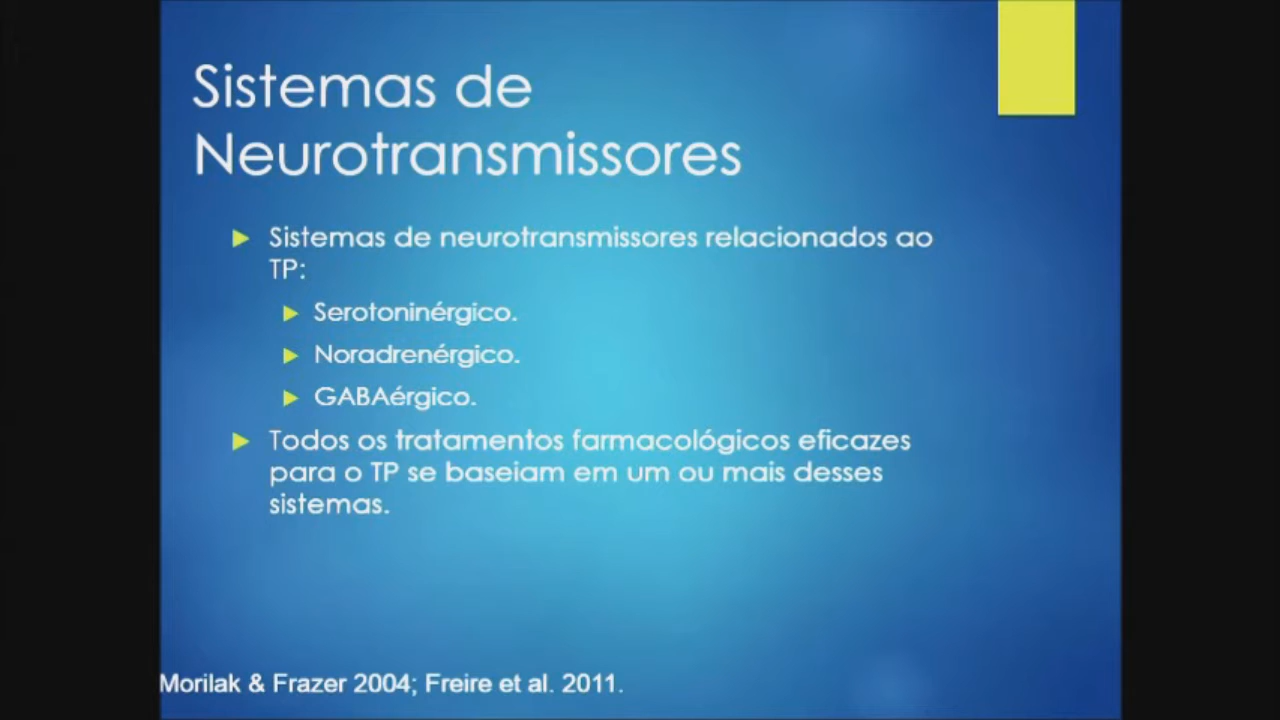 Sistemas de
Neurotransmissores
Sistemas de neurotransmissores relacionados ao
TP:
Serotoninérgico.
Noradrenérgico.
GABAérgico.
Todos os tratamentos farmacológicos eficazes
para o TP se baseiam em um ou mais desses
sistemas.
Morilak & Frazer 2004; Freire et al. 2011.